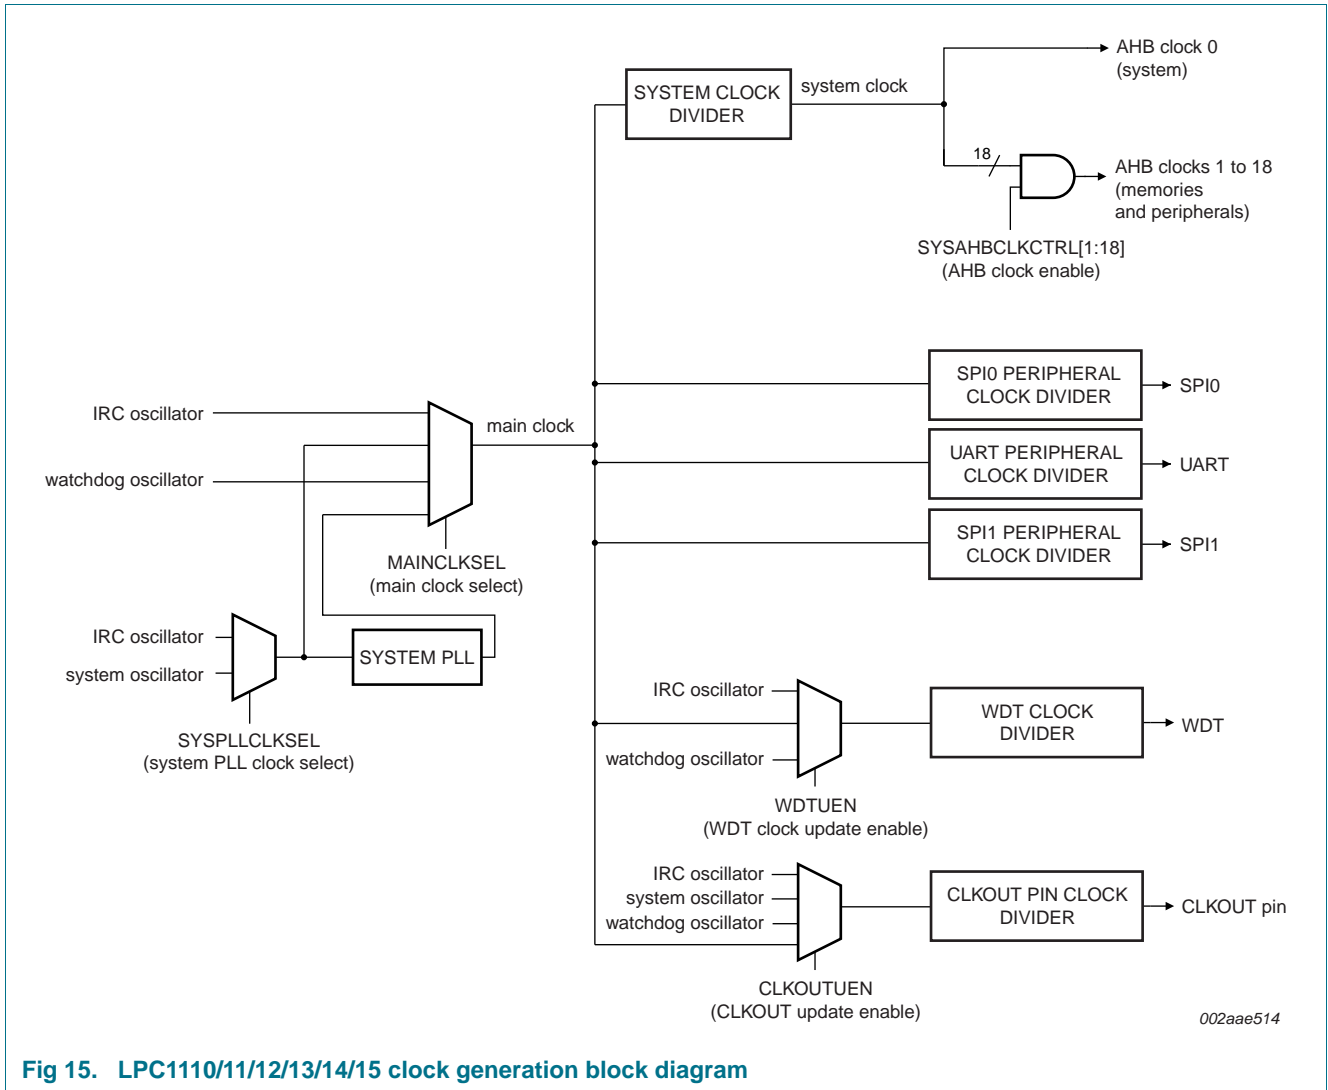 AHB clock 0
(system)
SYSTEM CLOCK
DIVIDER
system clock
18
AHB clocks 1 to 18
(memories
and peripherals)
SYSAHBCLKCTRL[1:18]
(AHB clock enable)
SPI0 PERIPHERAL
CLOCK DIVIDER
SPI0
IRC oscillator
main clock
watchdog oscillator
UART PERIPHERAL
CLOCK DIVIDER
UART
SPI1 PERIPHERAL
CLOCK DIVIDER
SPI1
MAINCLKSEL
(main clock select)
IRC oscillator
system oscillator
SYSTEM PLL
SYSPLLCLKSEL
(system PLL clock select)
IRC oscillator
watchdog oscillator
WDT CLOCK
DIVIDER
WDT
WDTUEN
(WDT clock update enable)
IRC oscillator
system oscillator
watchdog oscillator
CLKOUT PIN CLOCK
DIVIDER
CLKOUT pin
CLKOUTUEN
(CLKOUT update enable)
002aae514
Fig 15. LPC1110/11/12/13/14/15 clock generation block diagram